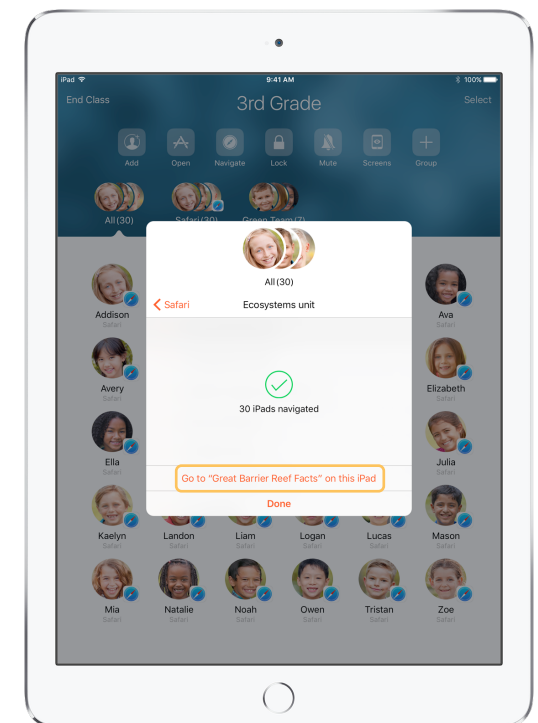 iPad
9:41 AM
100%
End Class
3rd Grade
Select
Add
Open
Navigate
Lock
Mute
Screens
Group
All (30)
Safari (30)
Green Team (7)
All (30)
Safari
Ecosystems unit
30 iPads navigated
Go to “Great Barrier Reef Facts” on this iPad
Done
Addison
Safari
Ava
Safari
Avery
Safari
Elizabeth
Safari
Ella
Safari
Julia
Safari
Kaelyn
Landon
Liam
Logan
Lucas
Mason
Safari
Safari
Safari
Safari
Safari
Safari
Mia
Natalie
Noah
Owen
Tristan
Zoe
Safari
Safari
Safari
Safari
Safari
Safari